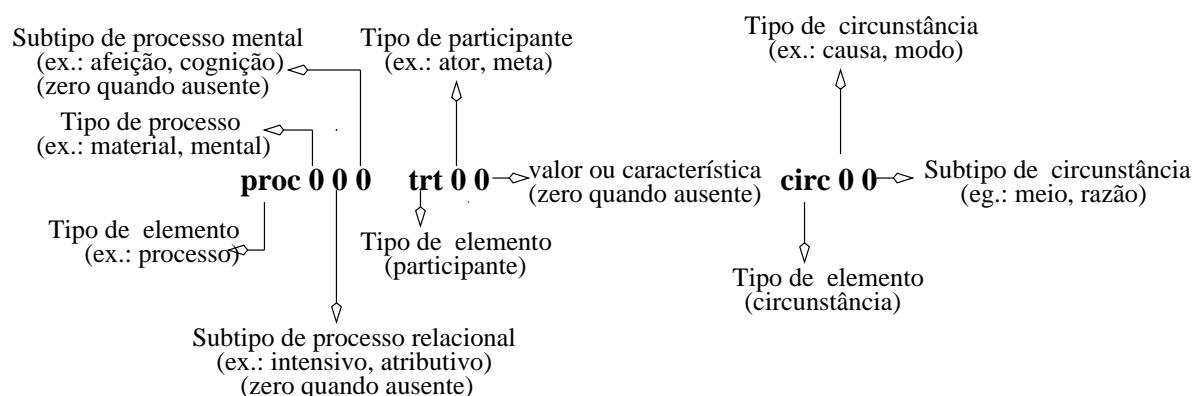 Subtipo de processo mental
(ex.: afeição, cognição)
(zero quando ausente)
Tipo de participante
(ex.: ator, meta)
Tipo de circunstância
(ex.: causa, modo)
Tipo de processo
(ex.: material, mental)
proc 0 0 0
trt 0 0
valor ou característica
(zero quando ausente)
circ 0 0
Subtipo de circunstância
(eg.: meio, razão)
Tipo de elemento
(ex.: processo)
Tipo de elemento
(participante)
Tipo de elemento
(circunstância)
Subtipo de processo relacional
(ex.: intensivo, atributivo)
(zero quando ausente)